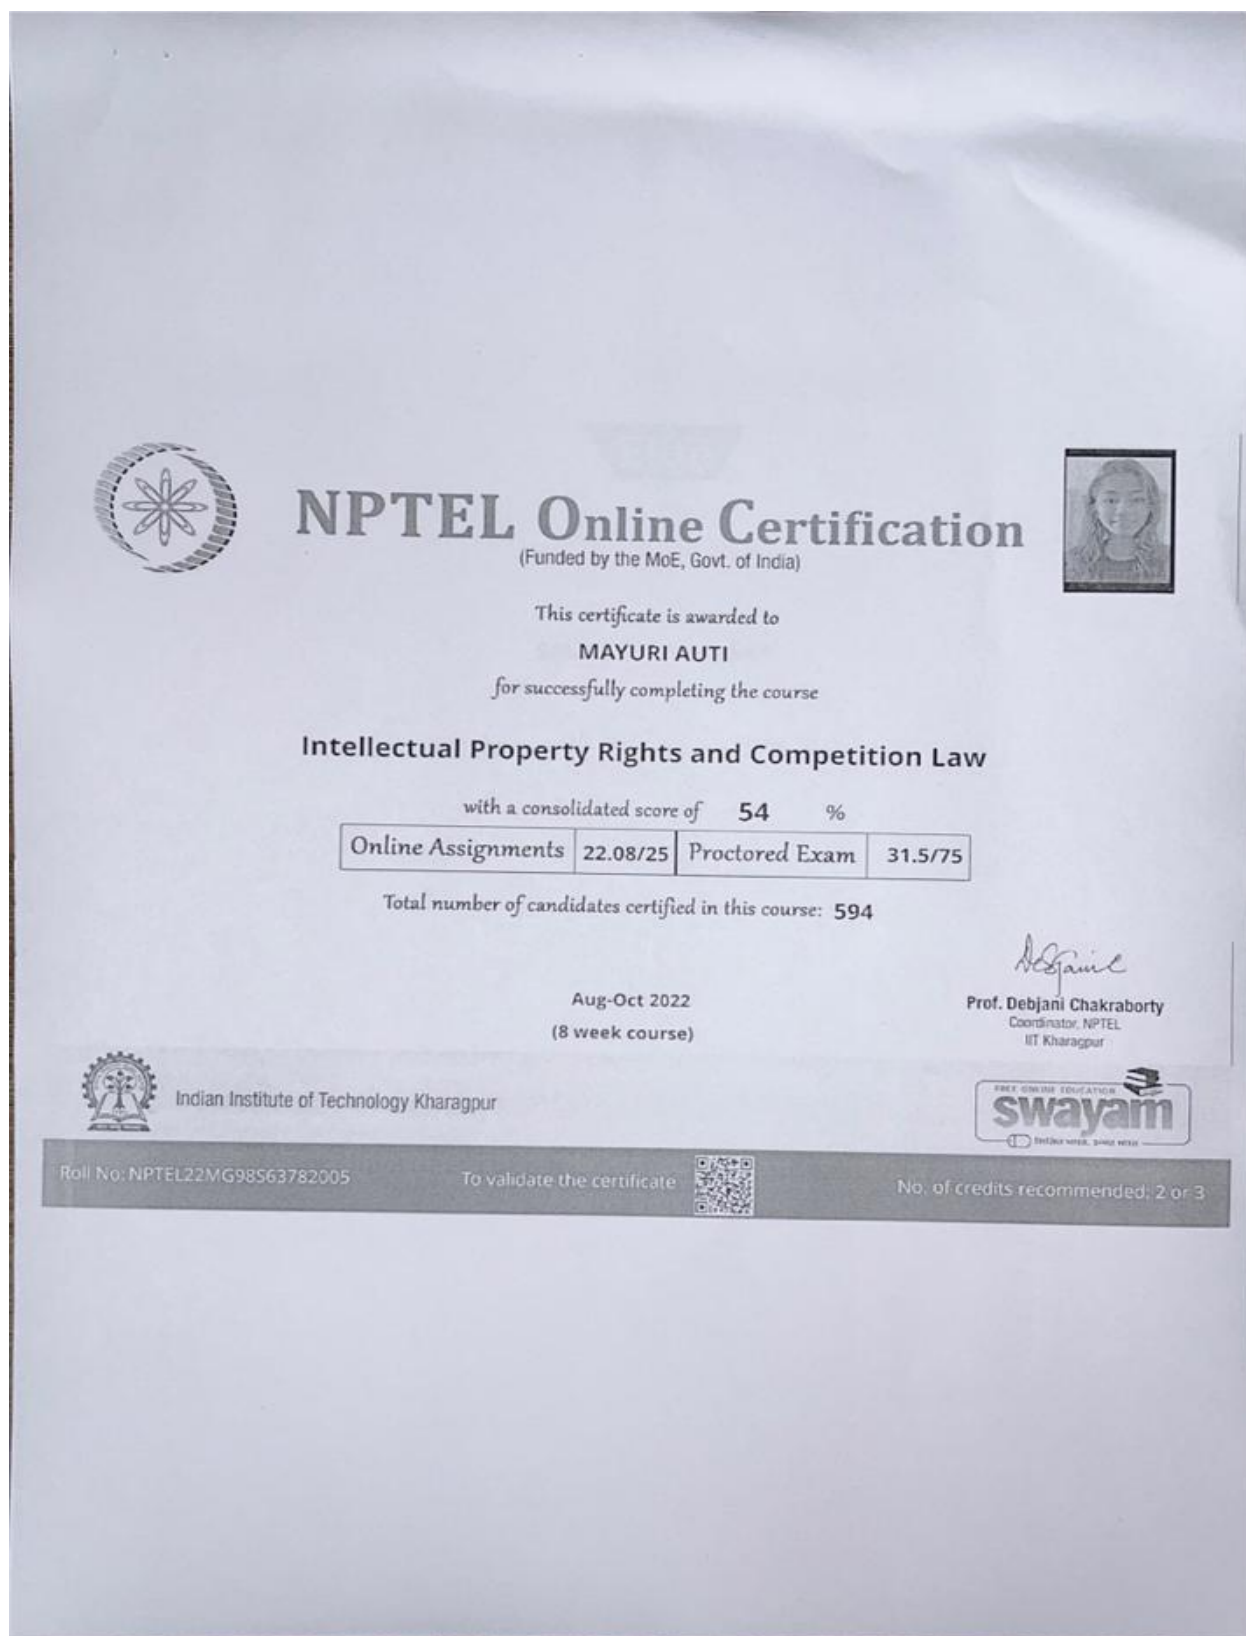 NPTEL Online Certification
(Funded by the MoE, Govt. of India)
This certificate is awarded to
MAYURI AUTI
for successfully completing the course
Intellectual Property Rights and Competition Law
with a consolidated score of 54 %
Online Assignments 22.08/25 Proctored Exam 31.5/75
Total number of candidates certified in this course: 594
Aug-Oct 2022
(8 week course)
Prof. Debjani Chakraborty
Coordinator, NPTEL
IIT Kharagpur
Indian Institute of Technology Kharagpur
FREE ONLINE EDUCATION
swayam
Roll No: NPTEL22MG98S63782005 To validate the certificate No. of credits recommended: 2 or 3